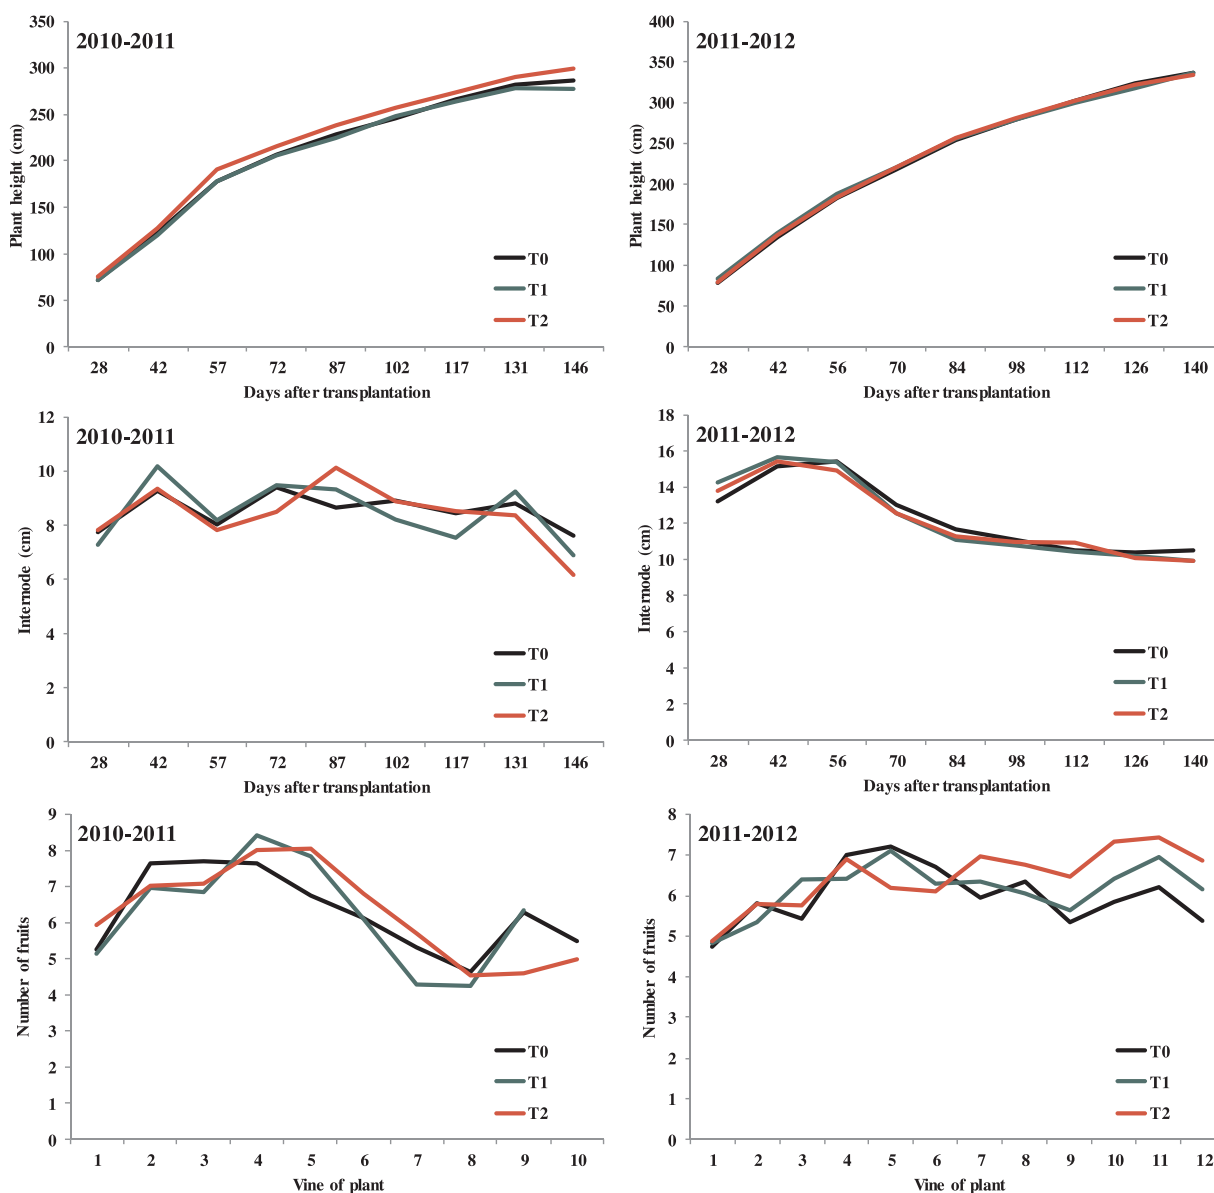 350
300
250
200
150
100
50
0
Plant height (cm)
2010-2011
T0
T1
T2
28 42 57 72 87 102 117 131 146
Days after transplantation
400
350
300
250
200
150
100
50
0
Plant height (cm)
2011-2012
T0
T1
T2
28 42 56 70 84 98 112 126 140
Days after transplantation
12
10
8
6
4
2
0
Internode (cm)
2010-2011
T0
T1
T2
28 42 57 72 87 102 117 131 146
Days after transplantation
18
16
14
12
10
8
6
4
2
0
Internode (cm)
2011-2012
T0
T1
T2
28 42 56 70 84 98 112 126 140
Days after transplantation
9
8
7
6
5
4
3
2
1
0
Number of fruits
2010-2011
T0
T1
T2
1 2 3 4 5 6 7 8 9 10
Vine of plant
8
7
6
5
4
3
2
1
0
Number of fruits
2011-2012
T0
T1
T2
1 2 3 4 5 6 7 8 9 10 11 12
Vine of plant